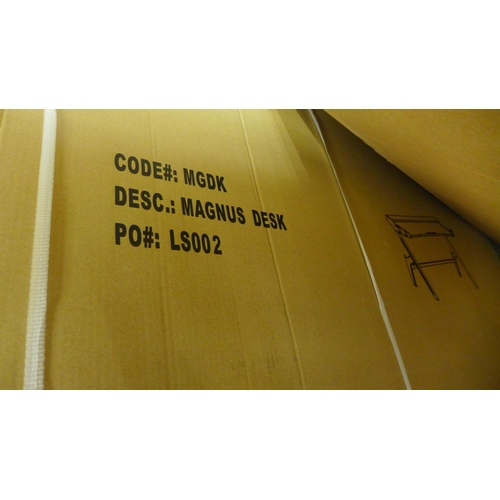 CODE#: MGDK
DESC.: MAGNUS DESK
PO#: LS002